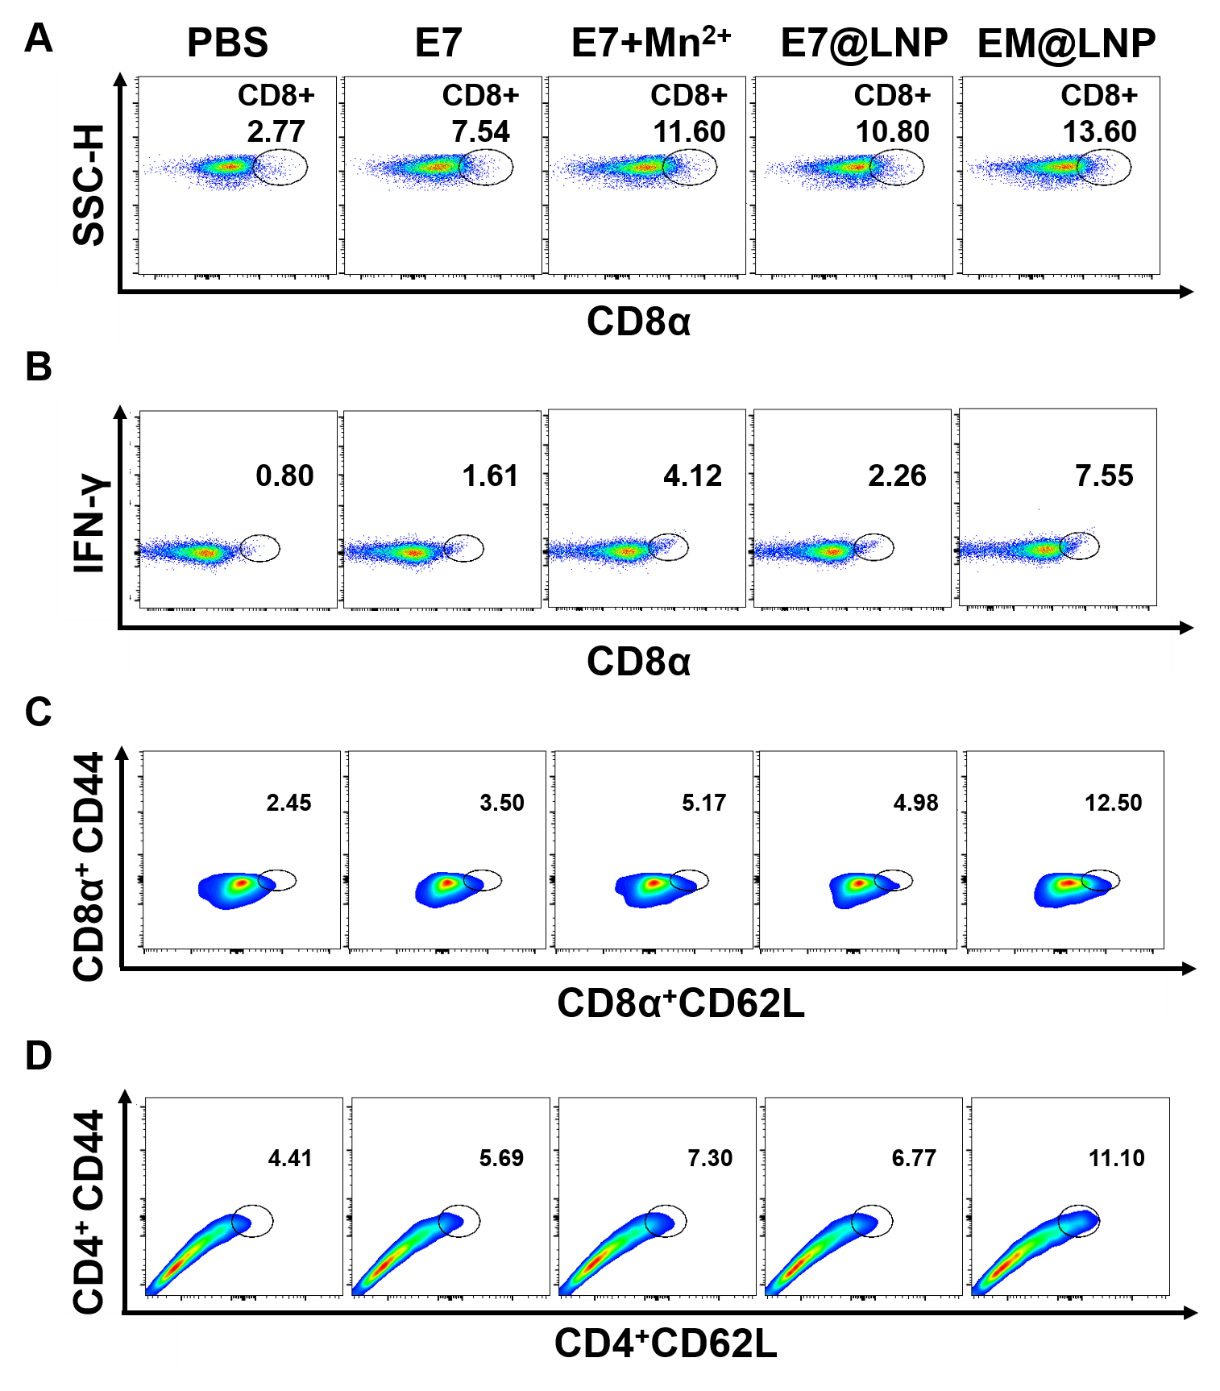 A
PBS E7 E7+Mn²⁺ E7@LNP EM@LNP
CD8+ CD8+ CD8+ CD8+ CD8+
2.77 7.54 11.60 10.80 13.60
SSC-H
CD8α
B
0.80 1.61 4.12 2.26 7.55
IFN-γ
CD8α
C
2.45 3.50 5.17 4.98 12.50
CD8α⁺ CD44
CD8α⁺CD62L
D
4.41 5.69 7.30 6.77 11.10
CD4⁺ CD44
CD4⁺CD62L